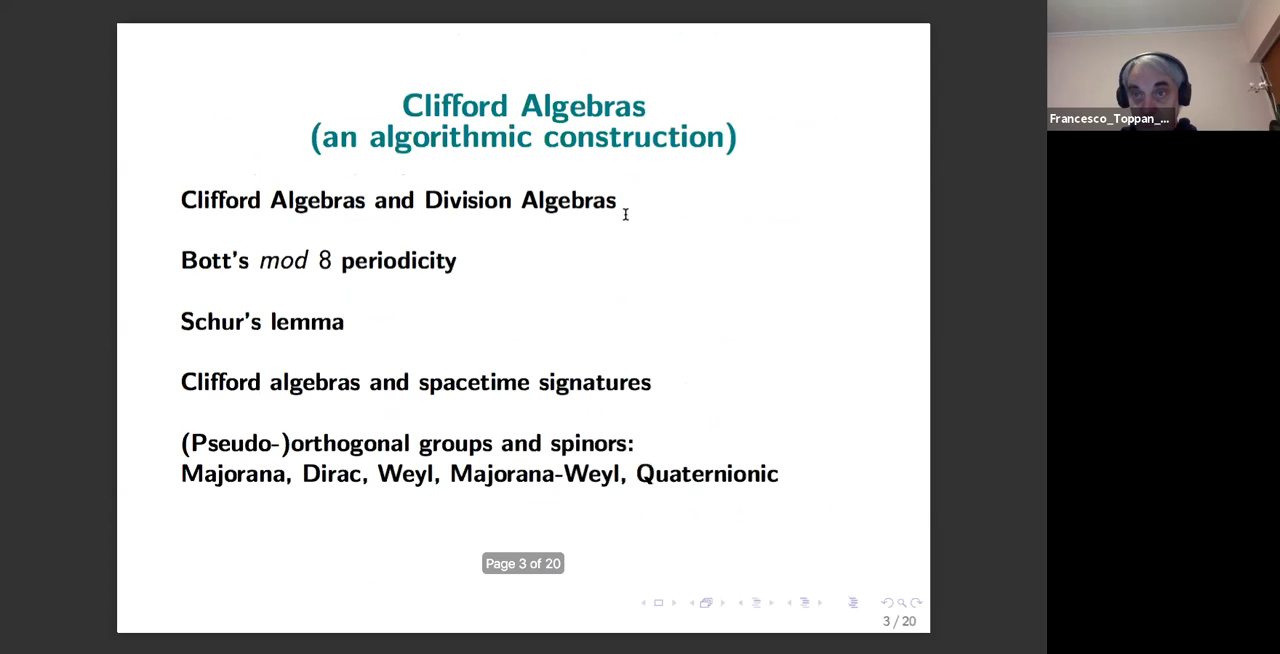 Clifford Algebras
(an algorithmic construction)
Clifford Algebras and Division Algebras
Bott's mod 8 periodicity
Schur's lemma
Clifford algebras and spacetime signatures
(Pseudo-)orthogonal groups and spinors:
Majorana, Dirac, Weyl, Majorana-Weyl, Quaternionic
Page 3 of 20
3 / 20
Francesco_Toppan_...